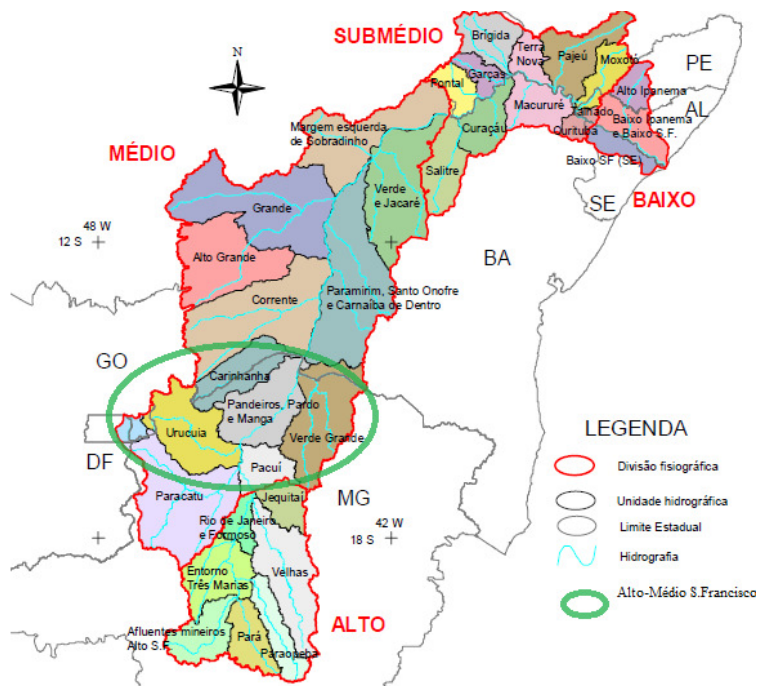 SUBMÉDIO
Brígida
Terra
Nova
Pajeú
Moxotó
PE
N
Garças
Pontal
Alto Ipanema
AL
Macururé
Talhado
Baixo Ipanema
e Baixo S.F.
Curituba
Curaçáu
Margem esquerda
de Sobradinho
MÉDIO
Baixo SF (SE)
Salitre
Verde
e Jacaré
BAIXO
SE
Grande
48 W
12 S
BA
Alto Grande
Paramirim, Santo Onofre
e Carnaíba de Dentro
Corrente
GO
Carinhanha
Pandeiros, Pardo
e Manga
Urucuia
Verde Grande
LEGENDA
DF
Pacuí
Divisão fisiográfica
Paracatu
Jequitaí
MG
Unidade hidrográfica
Rio de Janeiro
e Formoso
42 W
18 S
Limite Estadual
Hidrografia
Entorno
Três Marias
Velhas
Alto-Médio S.Francisco
ALTO
Afluentes mineiros
Alto S.F.
Pará
Paraopeba